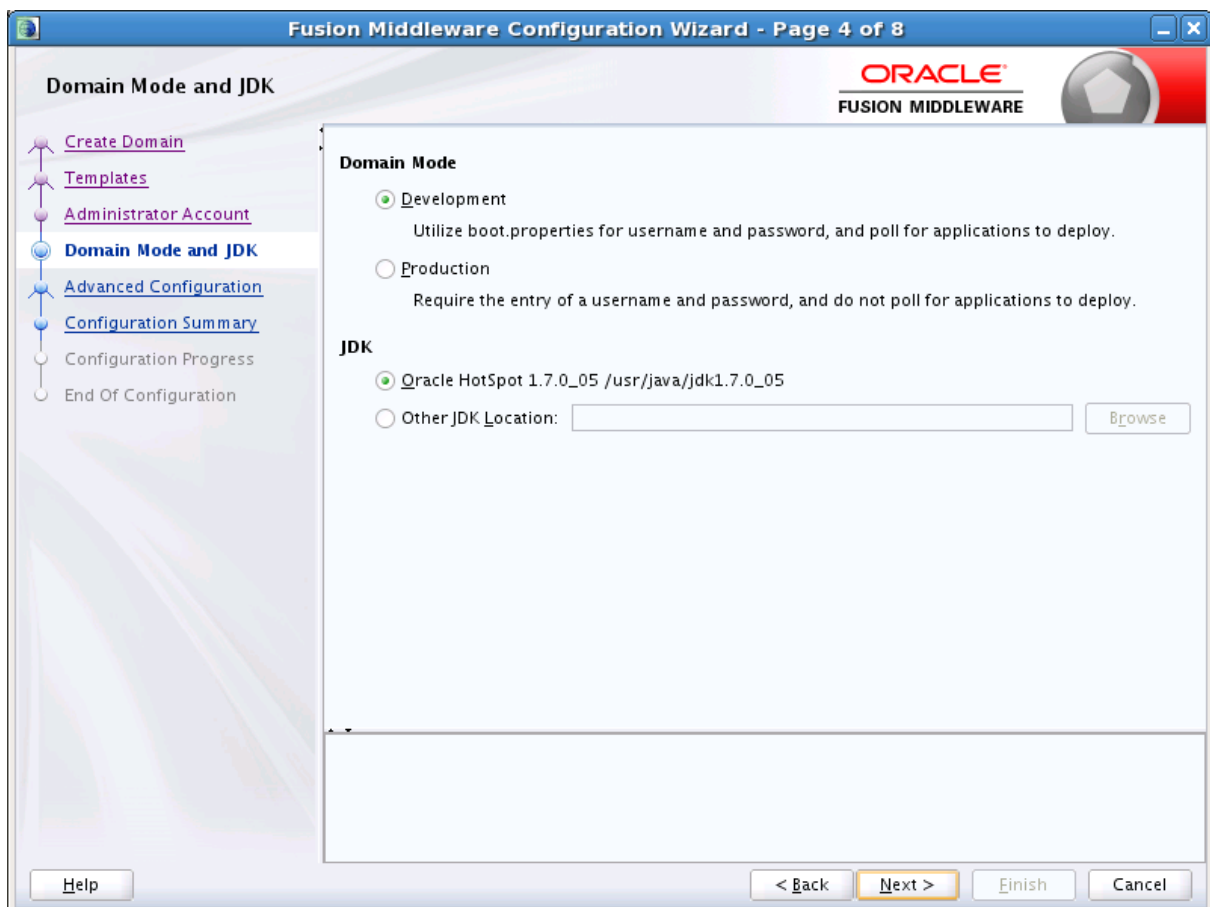 Fusion Middleware Configuration Wizard - Page 4 of 8
Domain Mode and JDK
ORACLE
FUSION MIDDLEWARE
Create Domain
Templates
Administrator Account
Domain Mode and JDK
Advanced Configuration
Configuration Summary
Configuration Progress
End Of Configuration
Domain Mode
Development
Utilize boot.properties for username and password, and poll for applications to deploy.
Production
Require the entry of a username and password, and do not poll for applications to deploy.
JDK
Oracle HotSpot 1.7.0_05 /usr/java/jdk1.7.0_05
Other JDK Location:
Browse
Help
< Back
Next >
Finish
Cancel